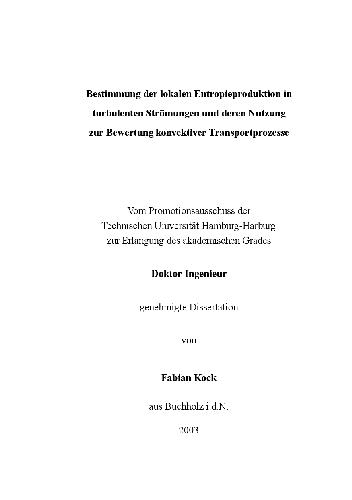 Bestimmung der lokalen Entropieproduktion in
turbulenten Strömungen und deren Nutzung
zur Bewertung konvektiver Transportprozesse
Vom Promotionsausschuss der
Technischen Universität Hamburg-Harburg
zur Erlangung des akademischen Grades
Doktor Ingenieur
genehmigte Dissertation
von
Fabian Kock
aus Buchholz i.d.N.
2003